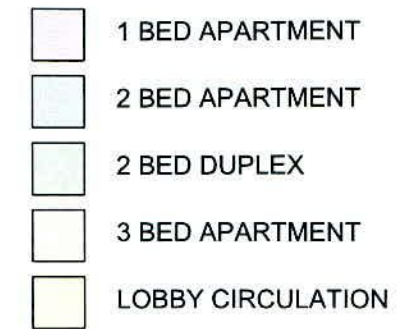 1 BED APARTMENT
2 BED APARTMENT
2 BED DUPLEX
3 BED APARTMENT
LOBBY CIRCULATION